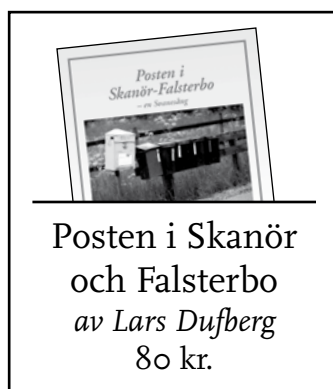 Posten i
Skanör-Falsterbo
Posten i Skanör
och Falsterbo
av Lars Dufberg
80 kr.